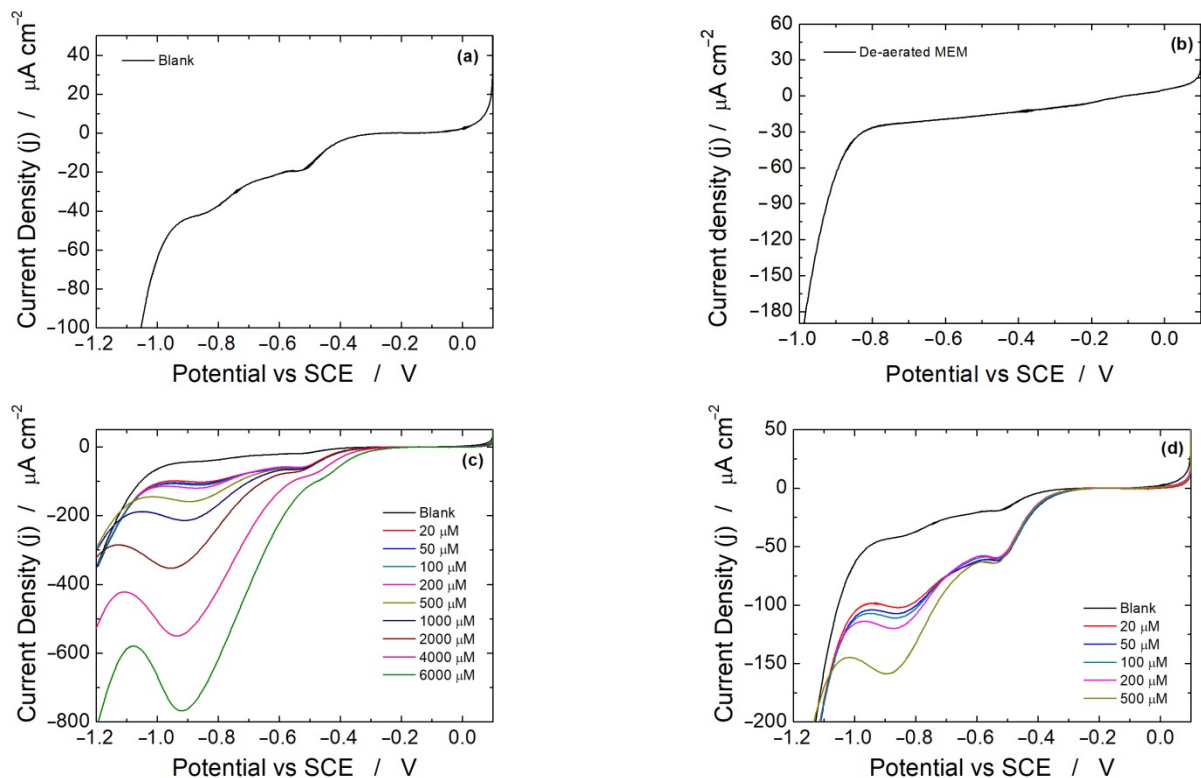 Blank
(a)
Current Density (j) / μA cm⁻²
40
20
0
−20
−40
−60
−80
−100
−1.2 −1.0 −0.8 −0.6 −0.4 −0.2 0.0
Potential vs SCE / V
De-aerated MEM
(b)
Current density (j) / μA cm⁻²
60
30
0
−30
−60
−90
−120
−150
−180
−1.0 −0.8 −0.6 −0.4 −0.2 0.0
Potential vs SCE / V
(c)
Current Density (j) / μA cm⁻²
0
−200
−400
−600
−800
Blank
20 μM
50 μM
100 μM
200 μM
500 μM
1000 μM
2000 μM
4000 μM
6000 μM
−1.2 −1.0 −0.8 −0.6 −0.4 −0.2 0.0
Potential vs SCE / V
(d)
Current Density (j) / μA cm⁻²
50
0
−50
−100
−150
−200
Blank
20 μM
50 μM
100 μM
200 μM
500 μM
−1.2 −1.0 −0.8 −0.6 −0.4 −0.2 0.0
Potential vs SCE / V